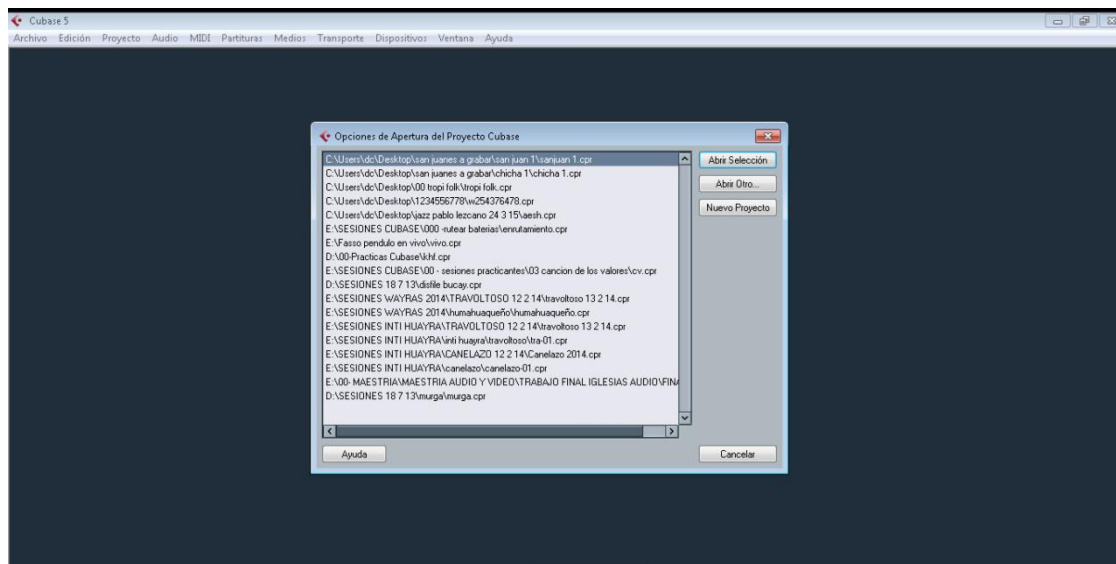 Cubase 5
Archivo Edición Proyecto Audio MIDI Partituras Medios Transporte Dispositivos Ventana Ayuda
Opciones de Apertura del Proyecto Cubase
C:\Users\dc\Desktop\san juanes a grabar\san juan 1\sanjuan 1.cpr
C:\Users\dc\Desktop\san juanes a grabar\chicha 1\chicha 1.cpr
C:\Users\dc\Desktop\00 tropi folk\tropi folk.cpr
C:\Users\dc\Desktop\1234556778\w254376478.cpr
C:\Users\dc\Desktop\jazz pablo lezcano 24 3 15\aesh.cpr
E:\SESIONES CUBASE\000 -rutear baterias\enrutamiento.cpr
E:\Fasso pendulo en vivo\vivo.cpr
D:\00-Practicas Cubase\khf.cpr
E:\SESIONES CUBASE\00 - sesiones practicantes\03 cancion de los valores\cv.cpr
D:\SESIONES 18 7 13\disfile bucay.cpr
E:\SESIONES WAYRAS 2014\TRAVOLTOSO 12 2 14\travoltoso 13 2 14.cpr
E:\SESIONES WAYRAS 2014\humahuaqueño\humahuaqueño.cpr
E:\SESIONES INTI HUAYRA\TRAVOLTOSO 12 2 14\travoltoso 13 2 14.cpr
E:\SESIONES INTI HUAYRA\inti huayra\travoltoso\tra-01.cpr
E:\SESIONES INTI HUAYRA\CANELAZO 12 2 14\Canelazo 2014.cpr
E:\SESIONES INTI HUAYRA\canelazo\canelazo-01.cpr
E:\00- MAESTRIA\MAESTRIA AUDIO Y VIDEO\TRABAJO FINAL IGLESIAS AUDIO\FINA
D:\SESIONES 18 7 13\murga\murga.cpr
Abrir Selección
Abrir Otro...
Nuevo Proyecto
Ayuda
Cancelar